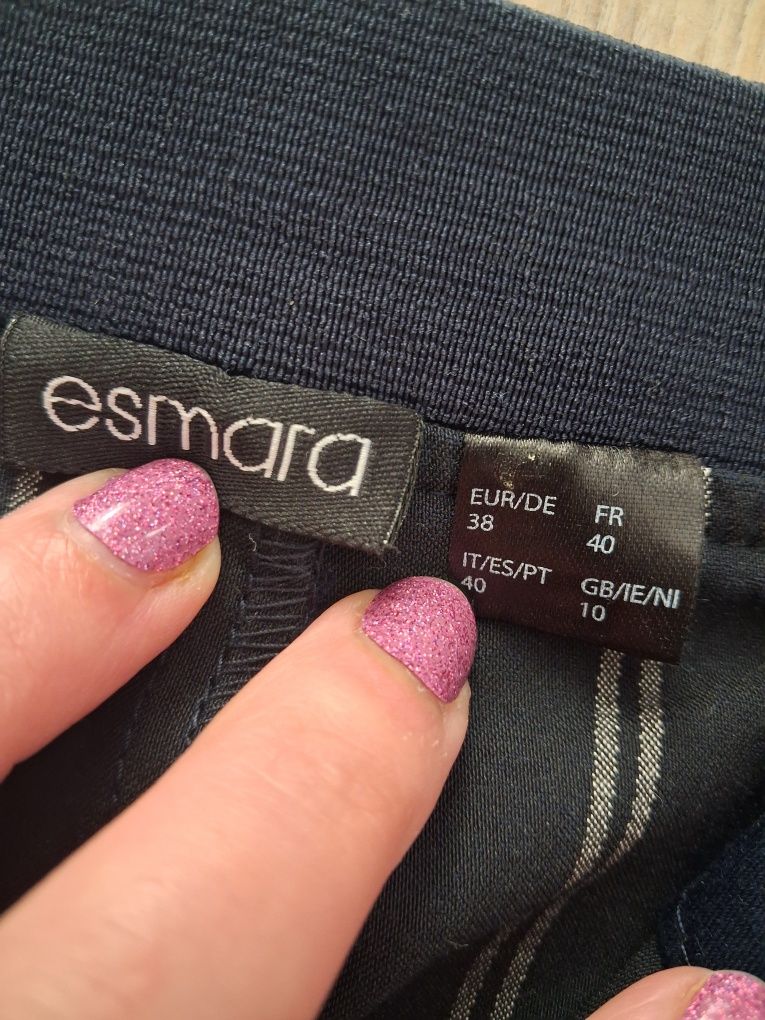 esmara
EUR/DE FR
38 40
IT/ES/PT GB/IE/NI
40 10